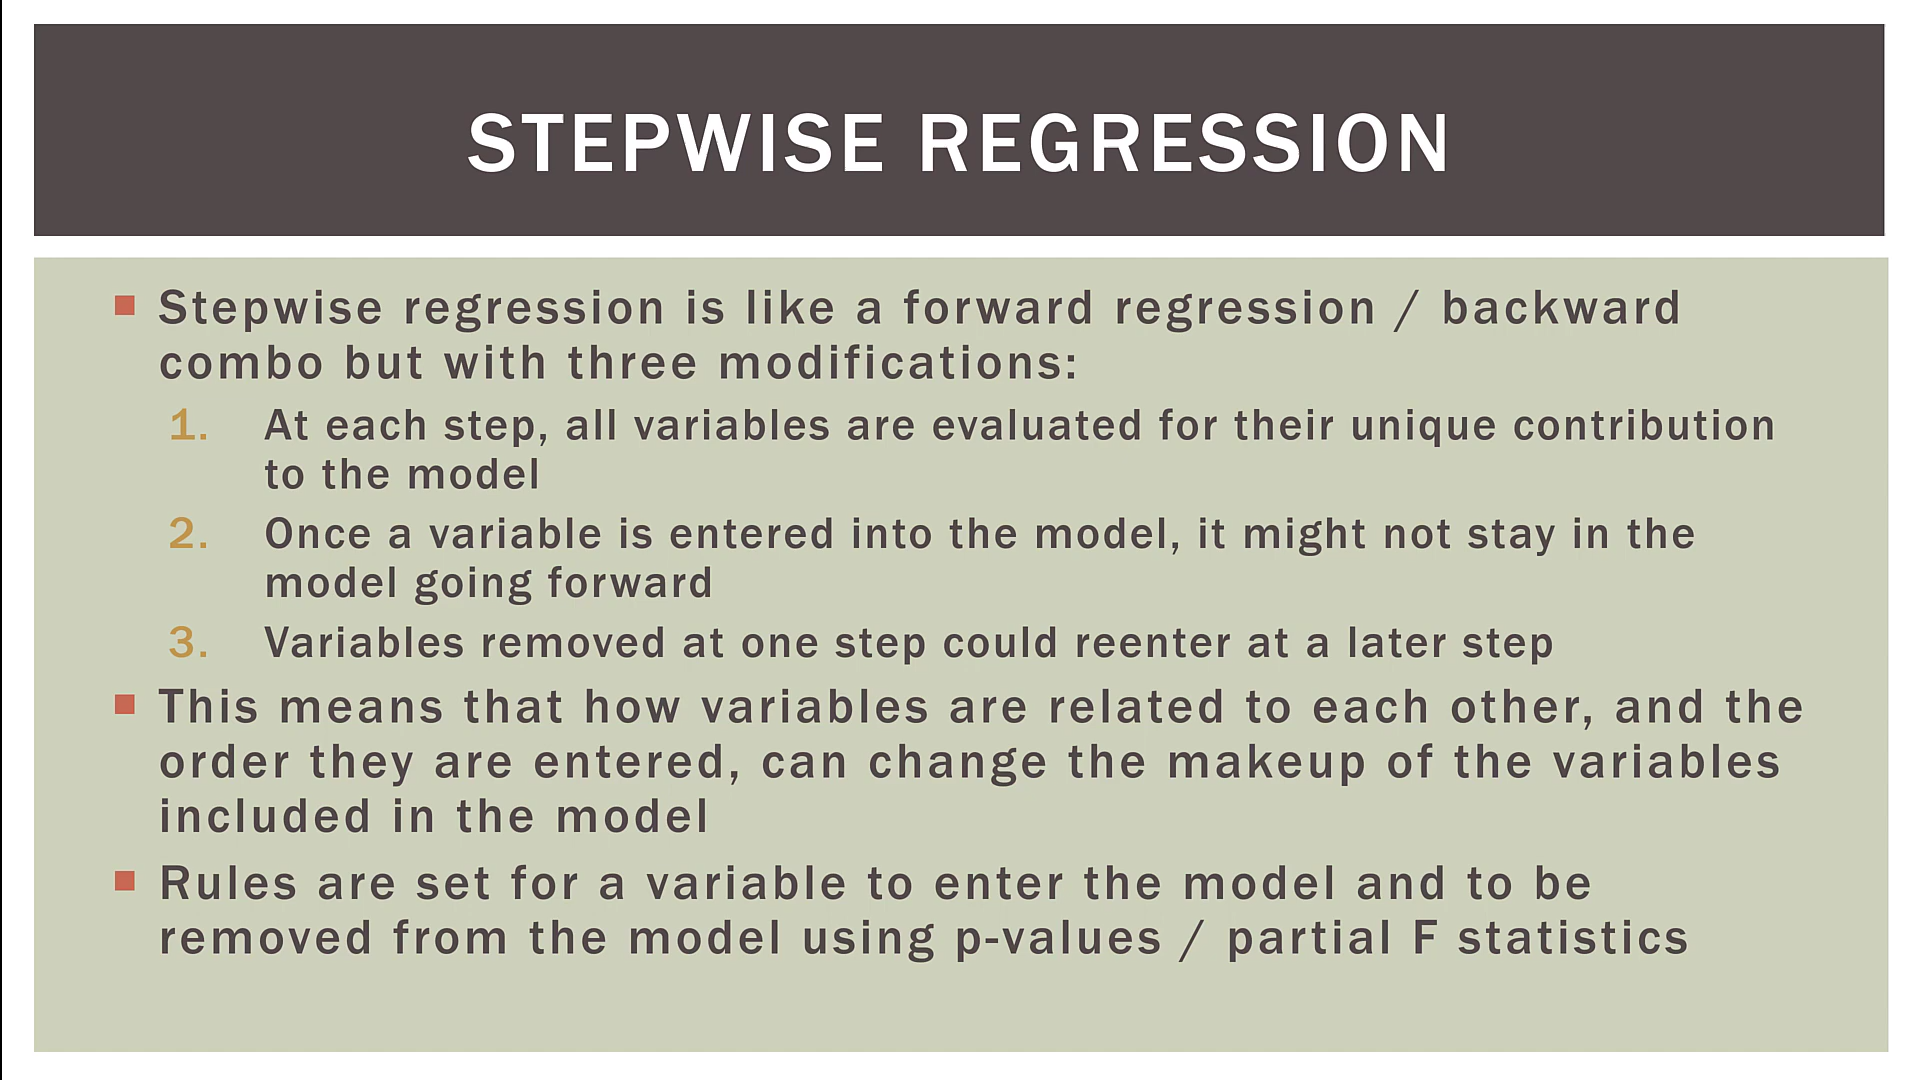 STEPWISE REGRESSION
Stepwise regression is like a forward regression / backward
combo but with three modifications:
1. At each step, all variables are evaluated for their unique contribution
to the model
2. Once a variable is entered into the model, it might not stay in the
model going forward
3. Variables removed at one step could reenter at a later step
This means that how variables are related to each other, and the
order they are entered, can change the makeup of the variables
included in the model
Rules are set for a variable to enter the model and to be
removed from the model using p-values / partial F statistics